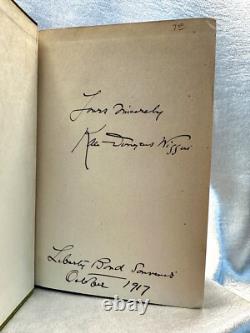 Yours sincerely
Kate Douglas Wiggin
Liberty Bond Souvenir
October 1917